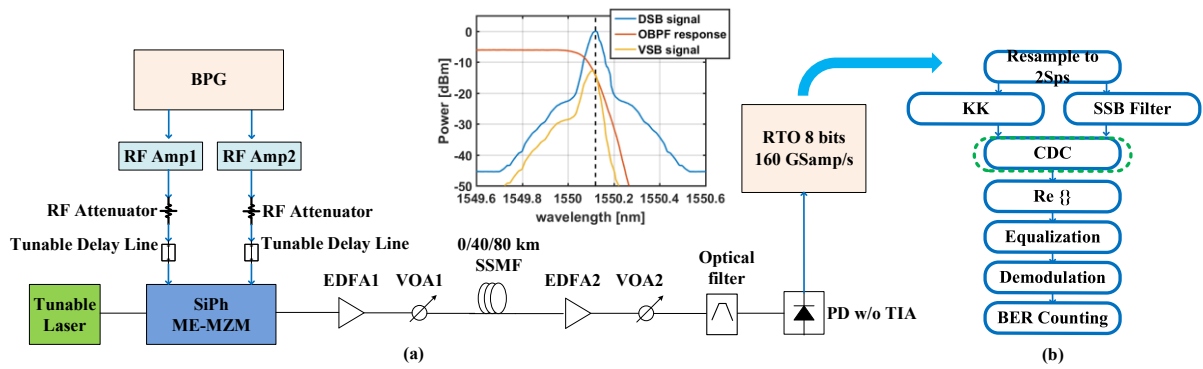 BPG
RF Amp1
RF Amp2
RF Attenuator
RF Attenuator
Tunable Delay Line
Tunable Delay Line
Tunable
Laser
SiPh
ME-MZM
EDFA1
VOA1
0/40/80 km
SSMF
EDFA2
VOA2
Optical
filter
PD w/o TIA
RTO 8 bits
160 GSamp/s
(a)
Power [dBm]
0
-10
-20
-30
-40
-50
1549.6
1549.8
1550
1550.2
1550.4
1550.6
wavelength [nm]
DSB signal
OBPF response
VSB signal
Resample to
2Sps
KK
SSB Filter
CDC
Re {}
Equalization
Demodulation
BER Counting
(b)